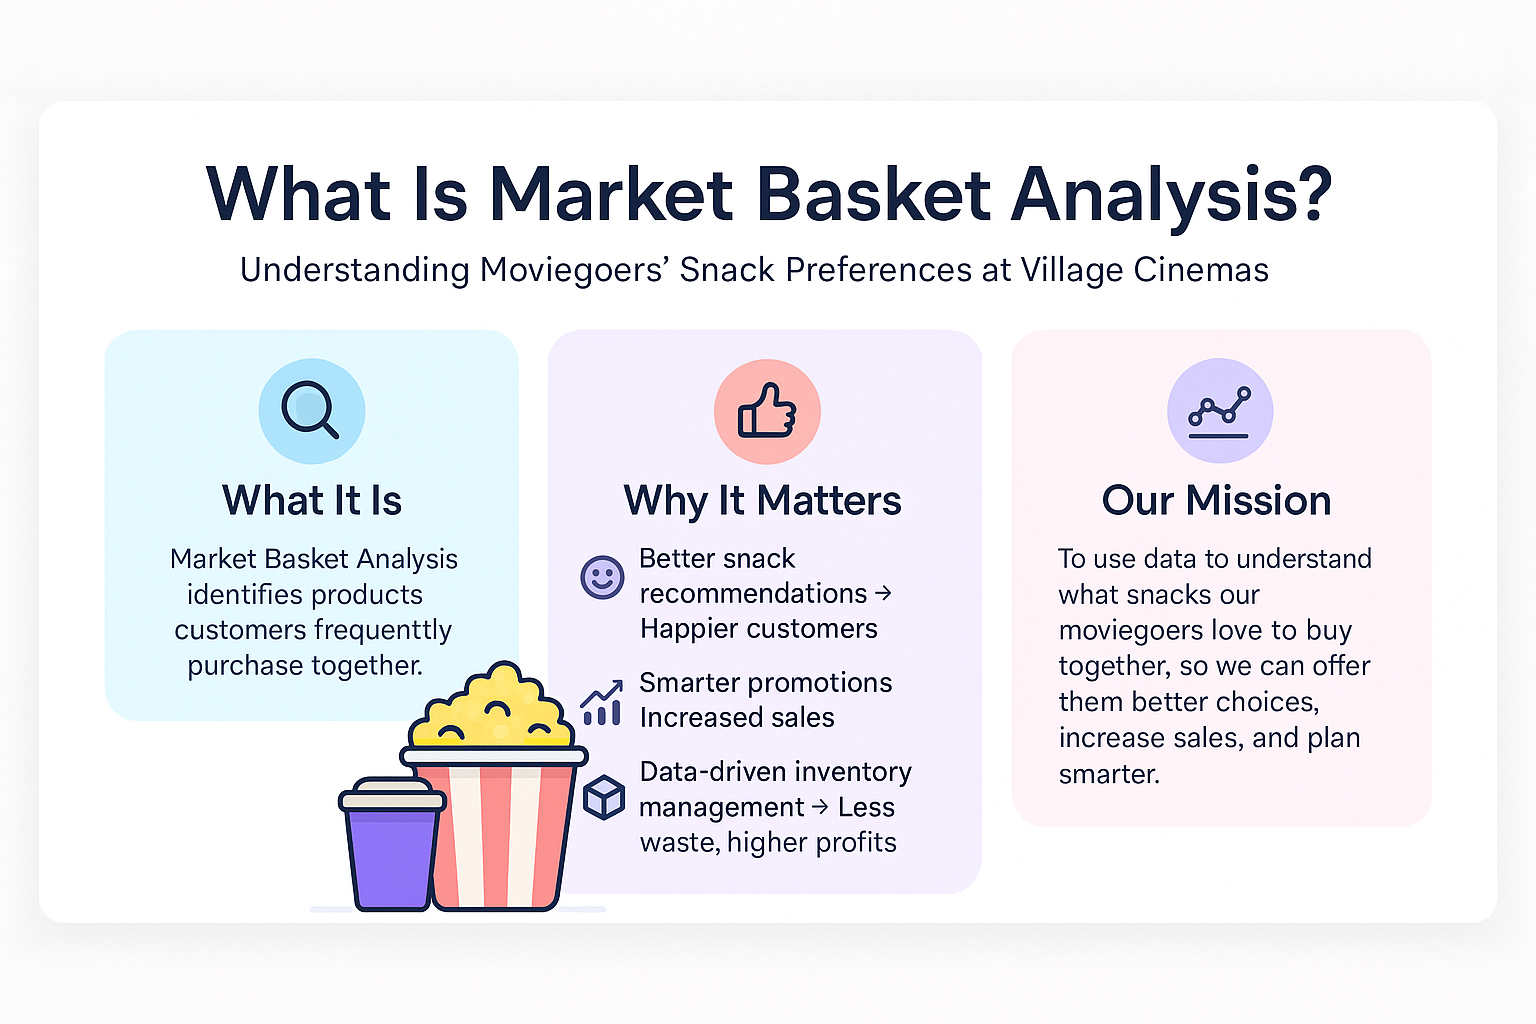 What Is Market Basket Analysis?
Understanding Moviegoers’ Snack Preferences at Village Cinemas
What It Is
Market Basket Analysis
identifies products
customers frequenttly
purchase together.
Why It Matters
Better snack
recommendations →
Happier customers
Smarter promotions
Increased sales
Data-driven inventory
management → Less
waste, higher profits
Our Mission
To use data to understand
what snacks our
moviegoers love to buy
together, so we can offer
them better choices,
increase sales, and plan
smarter.